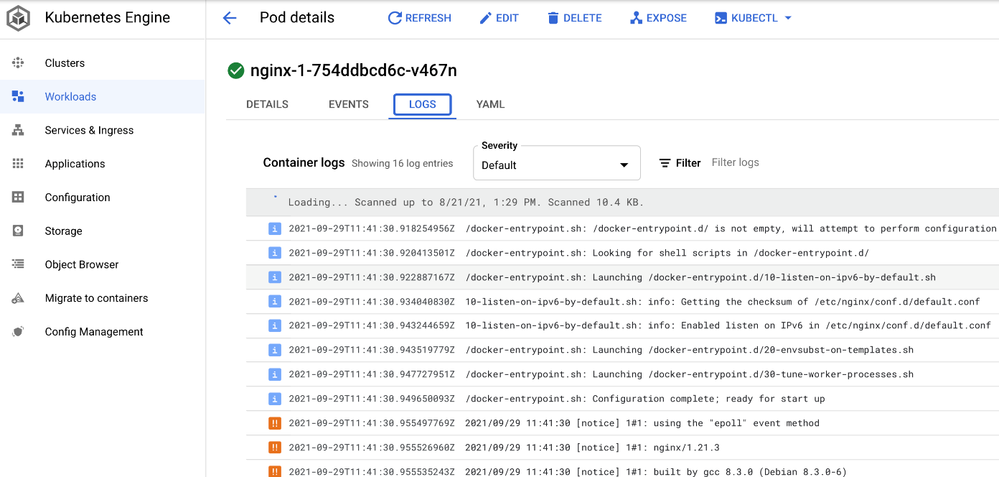 Kubernetes Engine
Pod details
REFRESH
EDIT
DELETE
EXPOSE
KUBECTL
Clusters
Workloads
Services & Ingress
Applications
Configuration
Storage
Object Browser
Migrate to containers
Config Management
nginx-1-754ddbcd6c-v467n
DETAILS
EVENTS
LOGS
YAML
Container logs Showing 16 log entries
Severity
Default
Filter Filter logs
Loading... Scanned up to 8/21/21, 1:29 PM. Scanned 10.4 KB.
i 2021-09-29T11:41:30.918254956Z /docker-entrypoint.sh: /docker-entrypoint.d/ is not empty, will attempt to perform configuration
i 2021-09-29T11:41:30.920413501Z /docker-entrypoint.sh: Looking for shell scripts in /docker-entrypoint.d/
i 2021-09-29T11:41:30.922887167Z /docker-entrypoint.sh: Launching /docker-entrypoint.d/10-listen-on-ipv6-by-default.sh
i 2021-09-29T11:41:30.934040830Z 10-listen-on-ipv6-by-default.sh: info: Getting the checksum of /etc/nginx/conf.d/default.conf
i 2021-09-29T11:41:30.943244659Z 10-listen-on-ipv6-by-default.sh: info: Enabled listen on IPv6 in /etc/nginx/conf.d/default.conf
i 2021-09-29T11:41:30.943519779Z /docker-entrypoint.sh: Launching /docker-entrypoint.d/20-envsubst-on-templates.sh
i 2021-09-29T11:41:30.947727951Z /docker-entrypoint.sh: Launching /docker-entrypoint.d/30-tune-worker-processes.sh
i 2021-09-29T11:41:30.949650093Z /docker-entrypoint.sh: Configuration complete; ready for start up
!! 2021-09-29T11:41:30.955497769Z 2021/09/29 11:41:30 [notice] 1#1: using the "epoll" event method
!! 2021-09-29T11:41:30.955526960Z 2021/09/29 11:41:30 [notice] 1#1: nginx/1.21.3
!! 2021-09-29T11:41:30.955535243Z 2021/09/29 11:41:30 [notice] 1#1: built by gcc 8.3.0 (Debian 8.3.0-6)